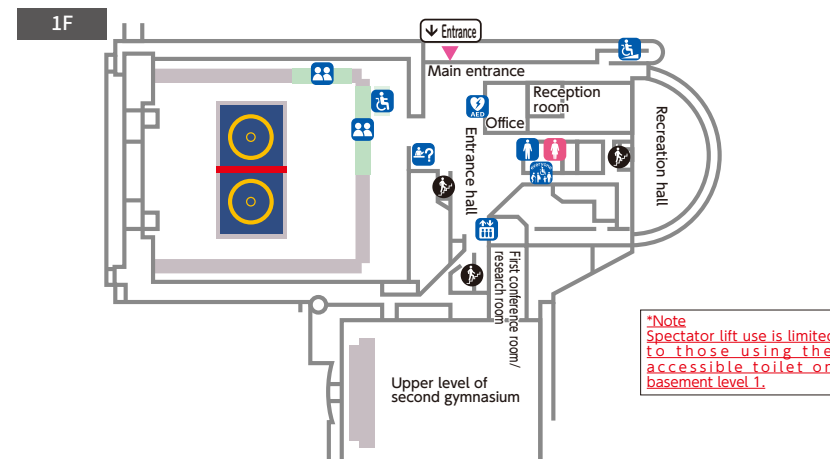 1F
Entrance
Main entrance
Reception
room
AED
Office
Entrance hall
Recreation hall
?
First conference room/
research room
Upper level of
second gymnasium
*Note
Spectator lift use is limited
to those using the
accessible toilet on
basement level 1.